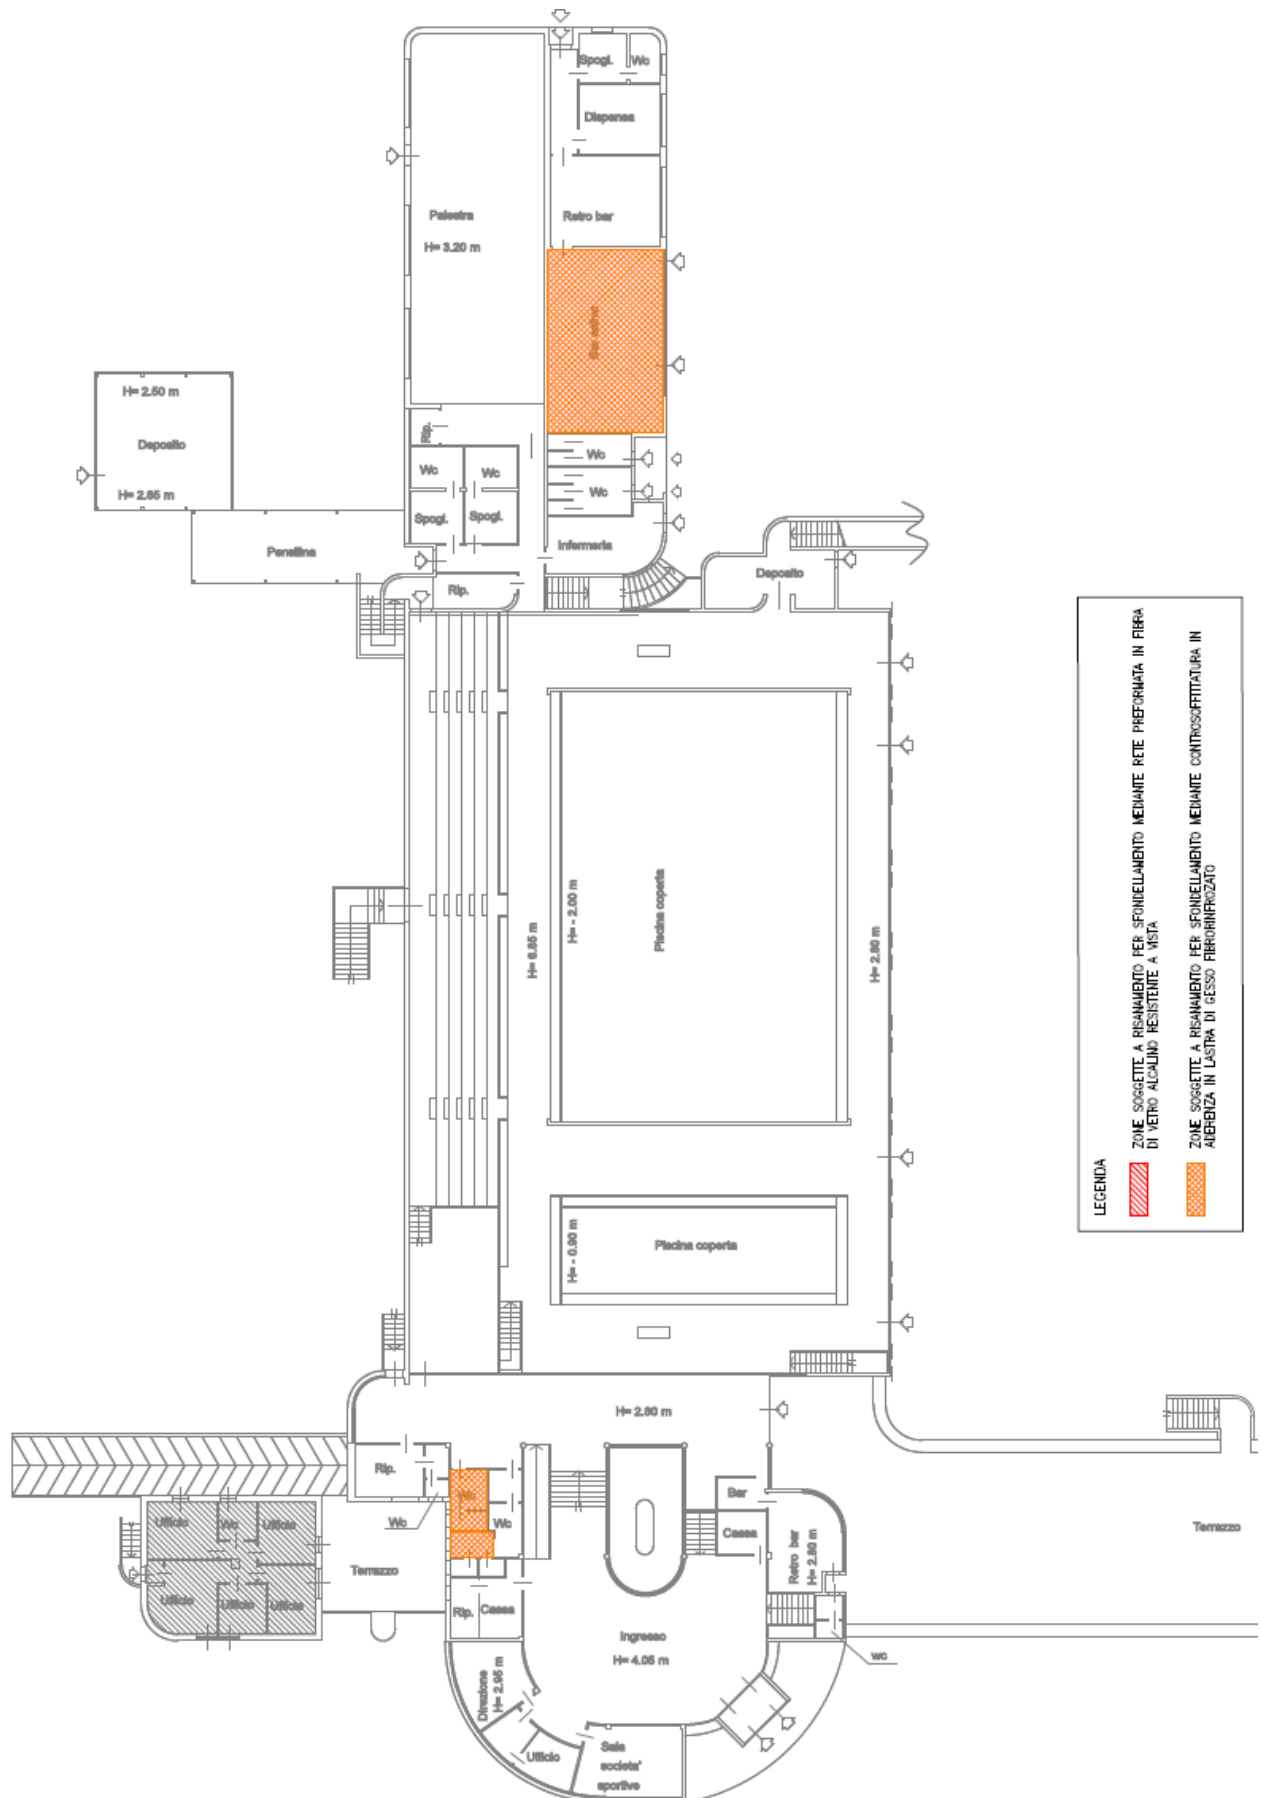 Spogl.
Wc
Dispensa
Palestra
H= 3.20 m
Retro bar
H= 2.50 m
Deposito
H= 2.65 m
Rip.
Wc
Wc
Wc
Wc
Spogl.
Spogl.
Infermeria
Pensilina
Rip.
Deposito
Piscina coperta
H= - 2.00 m
H= 6.85 m
H= 2.80 m
H= - 0.90 m
Piscina coperta
LEGENDA
ZONE SOGGETTE A RISANAMENTO PER SFONDELLAMENTO MEDIANTE RETE PREFORMATA IN FIBRA
DI VETRO ALCALINO RESISTENTE A VISTA
ZONE SOGGETTE A RISANAMENTO PER SFONDELLAMENTO MEDIANTE CONTROSOFFITTATURA IN
ADERENZA IN LASTRA DI GESSO FIBRORINFROZATO
H= 2.80 m
Rip.
Wc
Wc
Wc
Bar
Cassa
Retro bar
H= 2.80 m
Terrazzo
Ufficio
Wc
Ufficio
Ufficio
Ufficio
Ufficio
Terrazzo
Rip.
Cassa
Ingresso
H= 4.05 m
wc
Direzione
H= 2.95 m
Ufficio
Sala
societa'
sportive